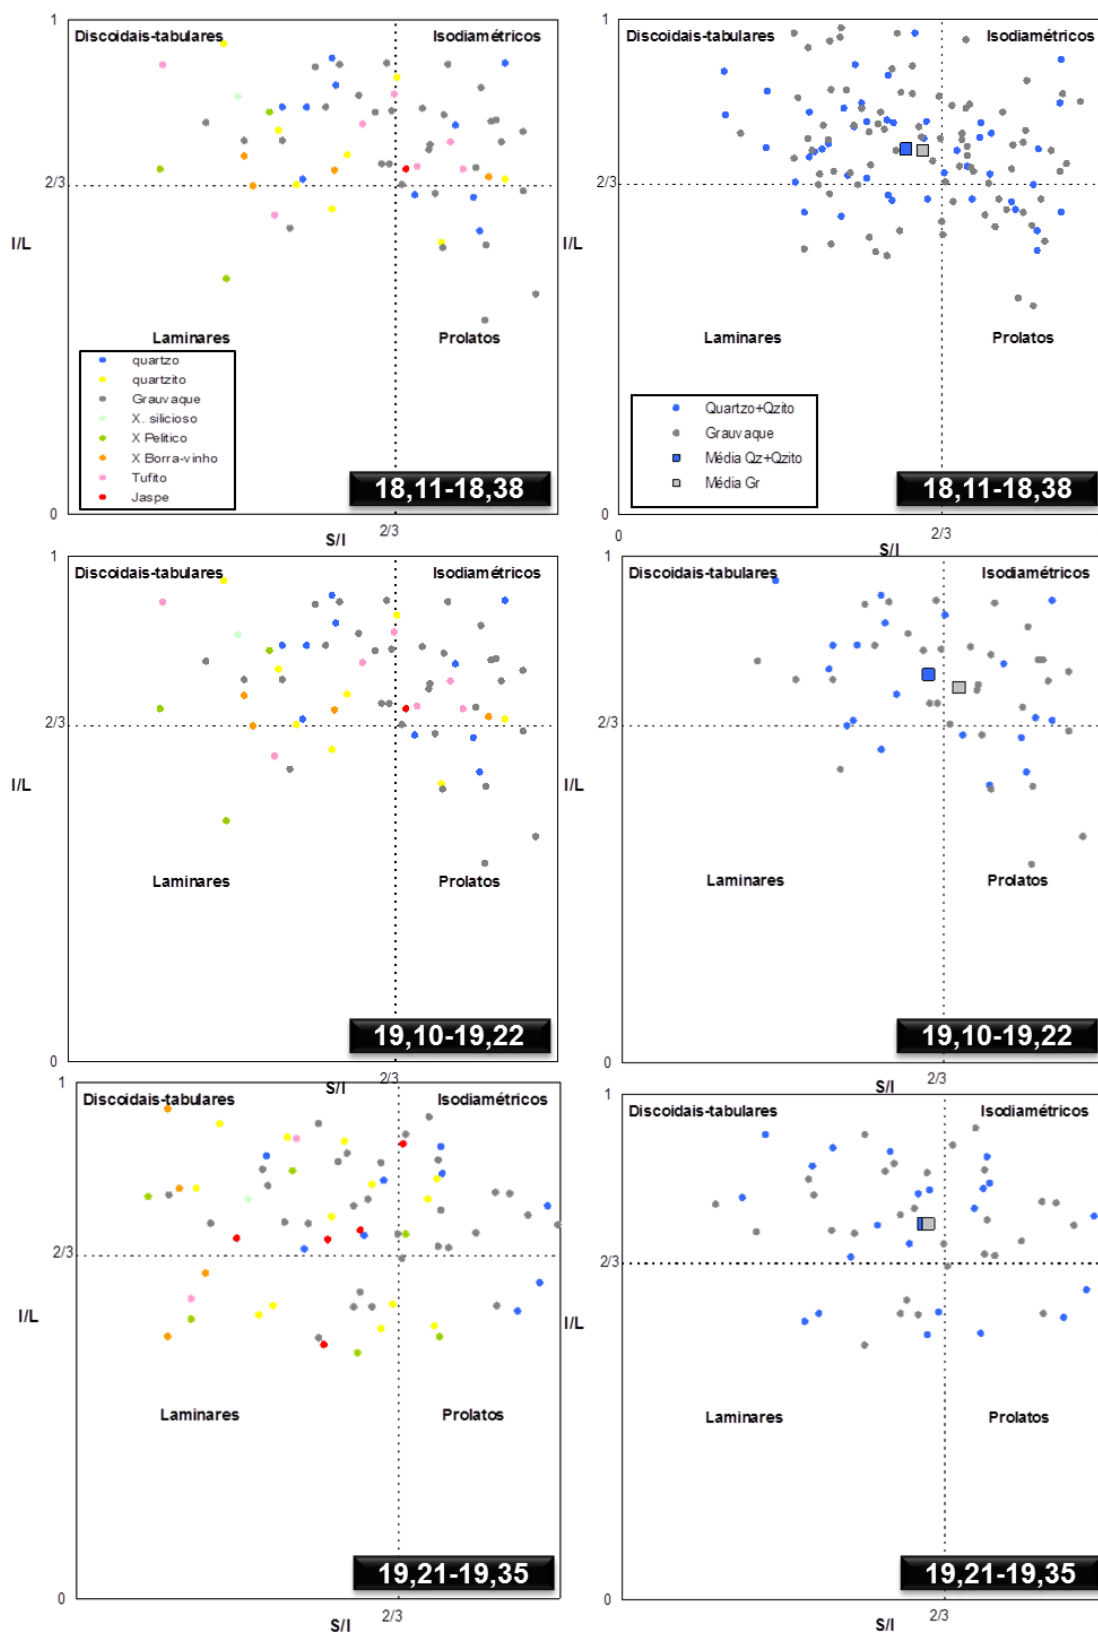 1
Discoidais-tabulares
Isodiamétricos
2/3
I/L
Laminares
Prolatos
quartzo
quartzito
Grauvaque
X. silicioso
X Pelitico
X Borra-vinho
Tufito
Jaspe
18,11-18,38
0
2/3
S/I
1
Discoidais-tabulares
Isodiamétricos
2/3
I/L
Laminares
Prolatos
Quartzo+Qzito
Grauvaque
Média Qz+Qzito
Média Gr
18,11-18,38
0
0
2/3
S/I
1
Discoidais-tabulares
Isodiamétricos
2/3
I/L
Laminares
Prolatos
19,10-19,22
0
2/3
S/I
1
Discoidais-tabulares
Isodiamétricos
2/3
I/L
Laminares
Prolatos
19,10-19,22
0
2/3
S/I
1
Discoidais-tabulares
Isodiamétricos
2/3
I/L
Laminares
Prolatos
19,21-19,35
0
2/3
S/I
1
Discoidais-tabulares
Isodiamétricos
2/3
I/L
Laminares
Prolatos
19,21-19,35
0
2/3
S/I